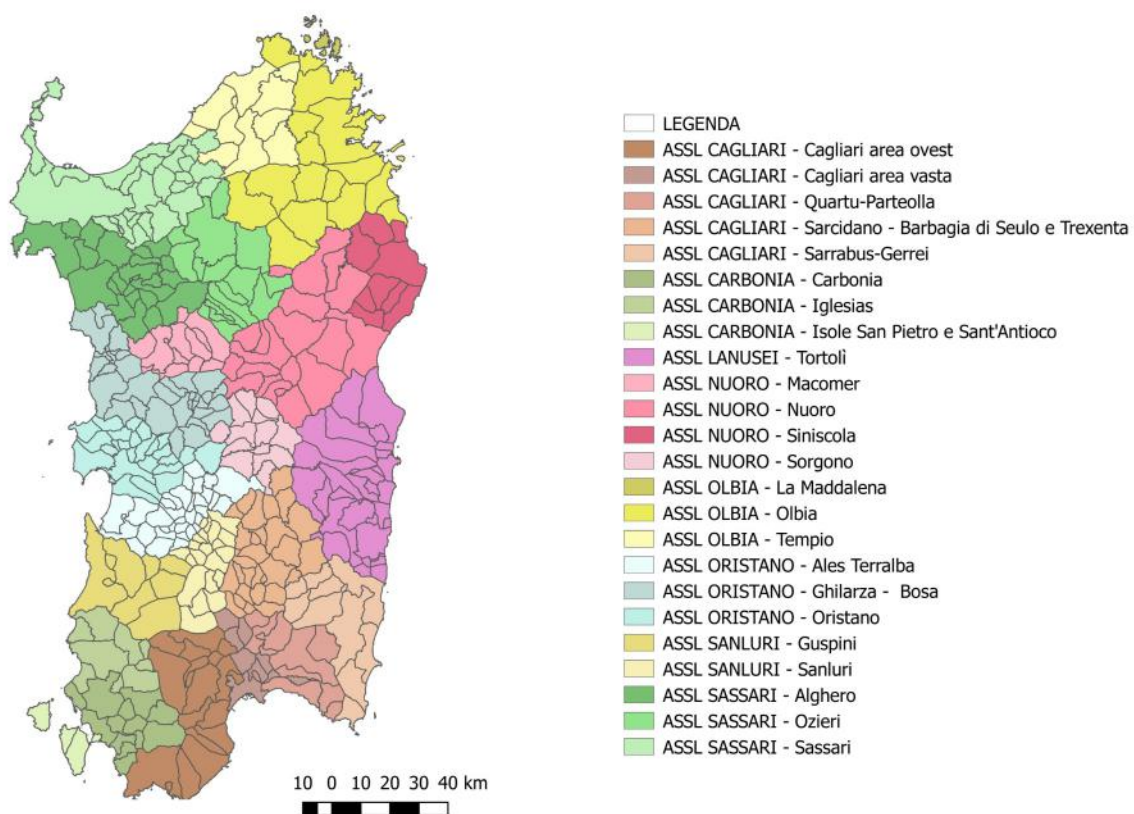 LEGENDA
ASSL CAGLIARI - Cagliari area ovest
ASSL CAGLIARI - Cagliari area vasta
ASSL CAGLIARI - Quartu-Parteolla
ASSL CAGLIARI - Sarcidano - Barbagia di Seulo e Trexenta
ASSL CAGLIARI - Sarrabus-Gerrei
ASSL CARBONIA - Carbonia
ASSL CARBONIA - Iglesias
ASSL CARBONIA - Isole San Pietro e Sant'Antioco
ASSL LANUSEI - Tortolì
ASSL NUORO - Macomer
ASSL NUORO - Nuoro
ASSL NUORO - Siniscola
ASSL NUORO - Sorgono
ASSL OLBIA - La Maddalena
ASSL OLBIA - Olbia
ASSL OLBIA - Tempio
ASSL ORISTANO - Ales Terralba
ASSL ORISTANO - Ghilarza - Bosa
ASSL ORISTANO - Oristano
ASSL SANLURI - Guspini
ASSL SANLURI - Sanluri
ASSL SASSARI - Alghero
ASSL SASSARI - Ozieri
ASSL SASSARI - Sassari
10 0 10 20 30 40 km